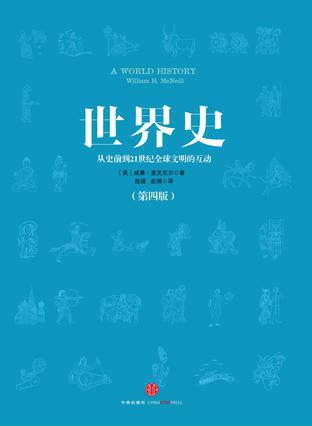 A WORLD HISTORY
William H. McNeill
世界史
从史前到21世纪全球文明的互动
［美］威廉·麦克尼尔◎著
施诚 赵婧◎译
（第四版）
中信出版社 CHINACITICPRESS